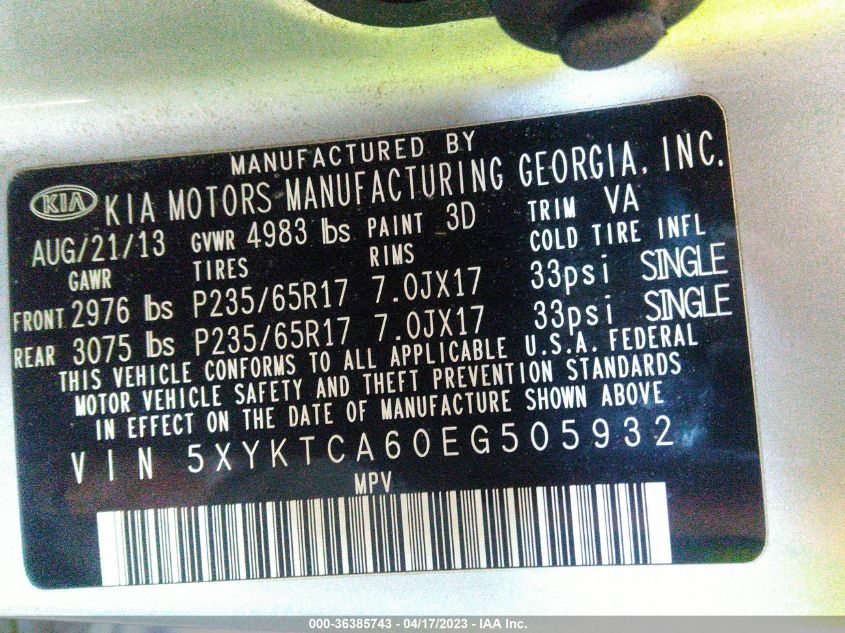 MANUFACTURED BY
KIA KIA MOTORS MANUFACTURING GEORGIA, INC.
AUG/21/13 GVWR 4983 lbs PAINT 3D TRIM VA
GAWR TIRES RIMS COLD TIRE INFL
FRONT 2976 lbs P235/65R17 7.0JX17 33psi SINGLE
REAR 3075 lbs P235/65R17 7.0JX17 33psi SINGLE
THIS VEHICLE CONFORMS TO ALL APPLICABLE U.S.A. FEDERAL
MOTOR VEHICLE SAFETY AND THEFT PREVENTION STANDARDS
IN EFFECT ON THE DATE OF MANUFACTURE SHOWN ABOVE
VIN 5XYKTCA60EG505932
MPV
000-36385743 - 04/17/2023 - IAA Inc.